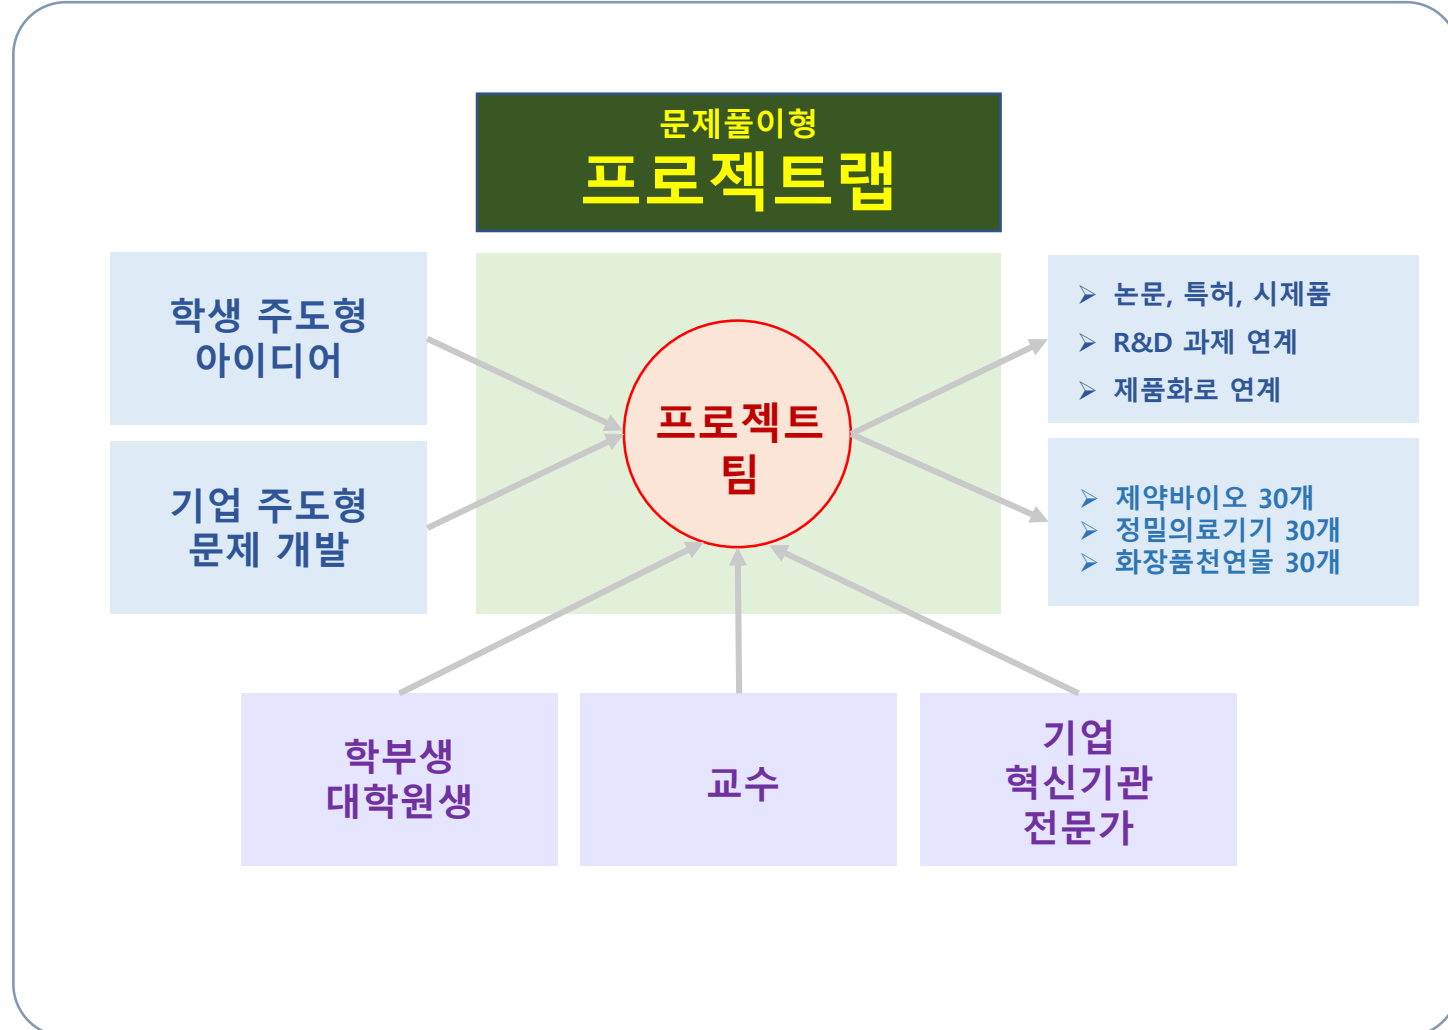 문제풀이형
프로젝트랩
학생 주도형
아이디어
기업 주도형
문제 개발
프로젝트
팀
➢ 논문, 특허, 시제품
➢ R&D 과제 연계
➢ 제품화로 연계
➢ 제약바이오 30개
➢ 정밀의료기기 30개
➢ 화장품천연물 30개
학부생
대학원생
교수
기업
혁신기관
전문가